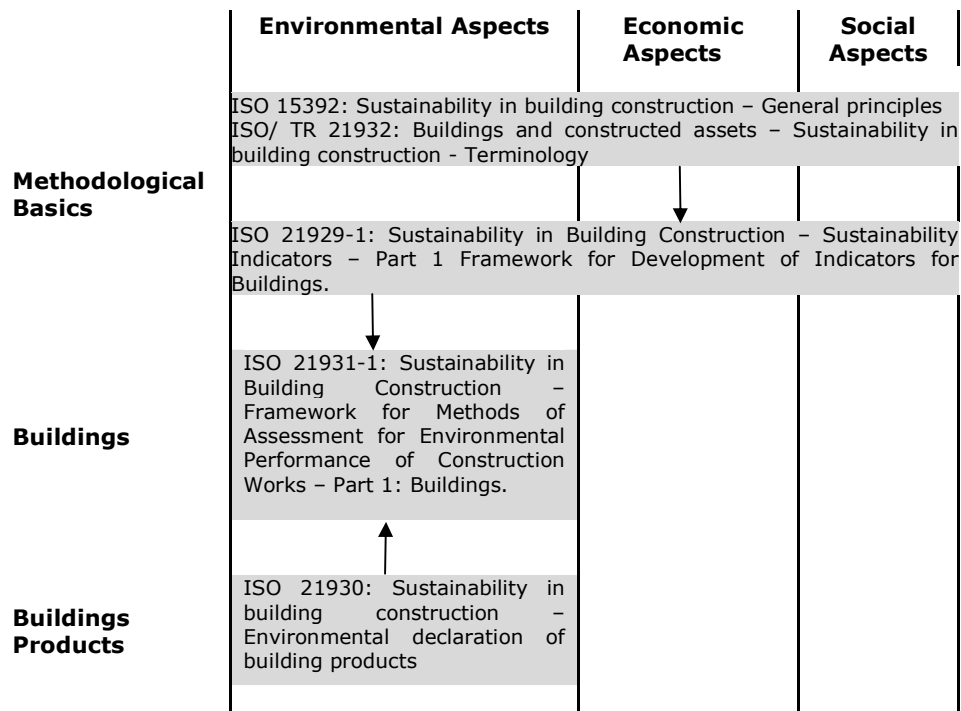 Environmental Aspects
Economic
Aspects
Social
Aspects
Methodological
Basics
ISO 15392: Sustainability in building construction – General principles
ISO/ TR 21932: Buildings and constructed assets – Sustainability in
building construction - Terminology
ISO 21929-1: Sustainability in Building Construction – Sustainability
Indicators – Part 1 Framework for Development of Indicators for
Buildings.
Buildings
ISO 21931-1: Sustainability in
Building Construction –
Framework for Methods of
Assessment for Environmental
Performance of Construction
Works – Part 1: Buildings.
Buildings
Products
ISO 21930: Sustainability in
building construction –
Environmental declaration of
building products